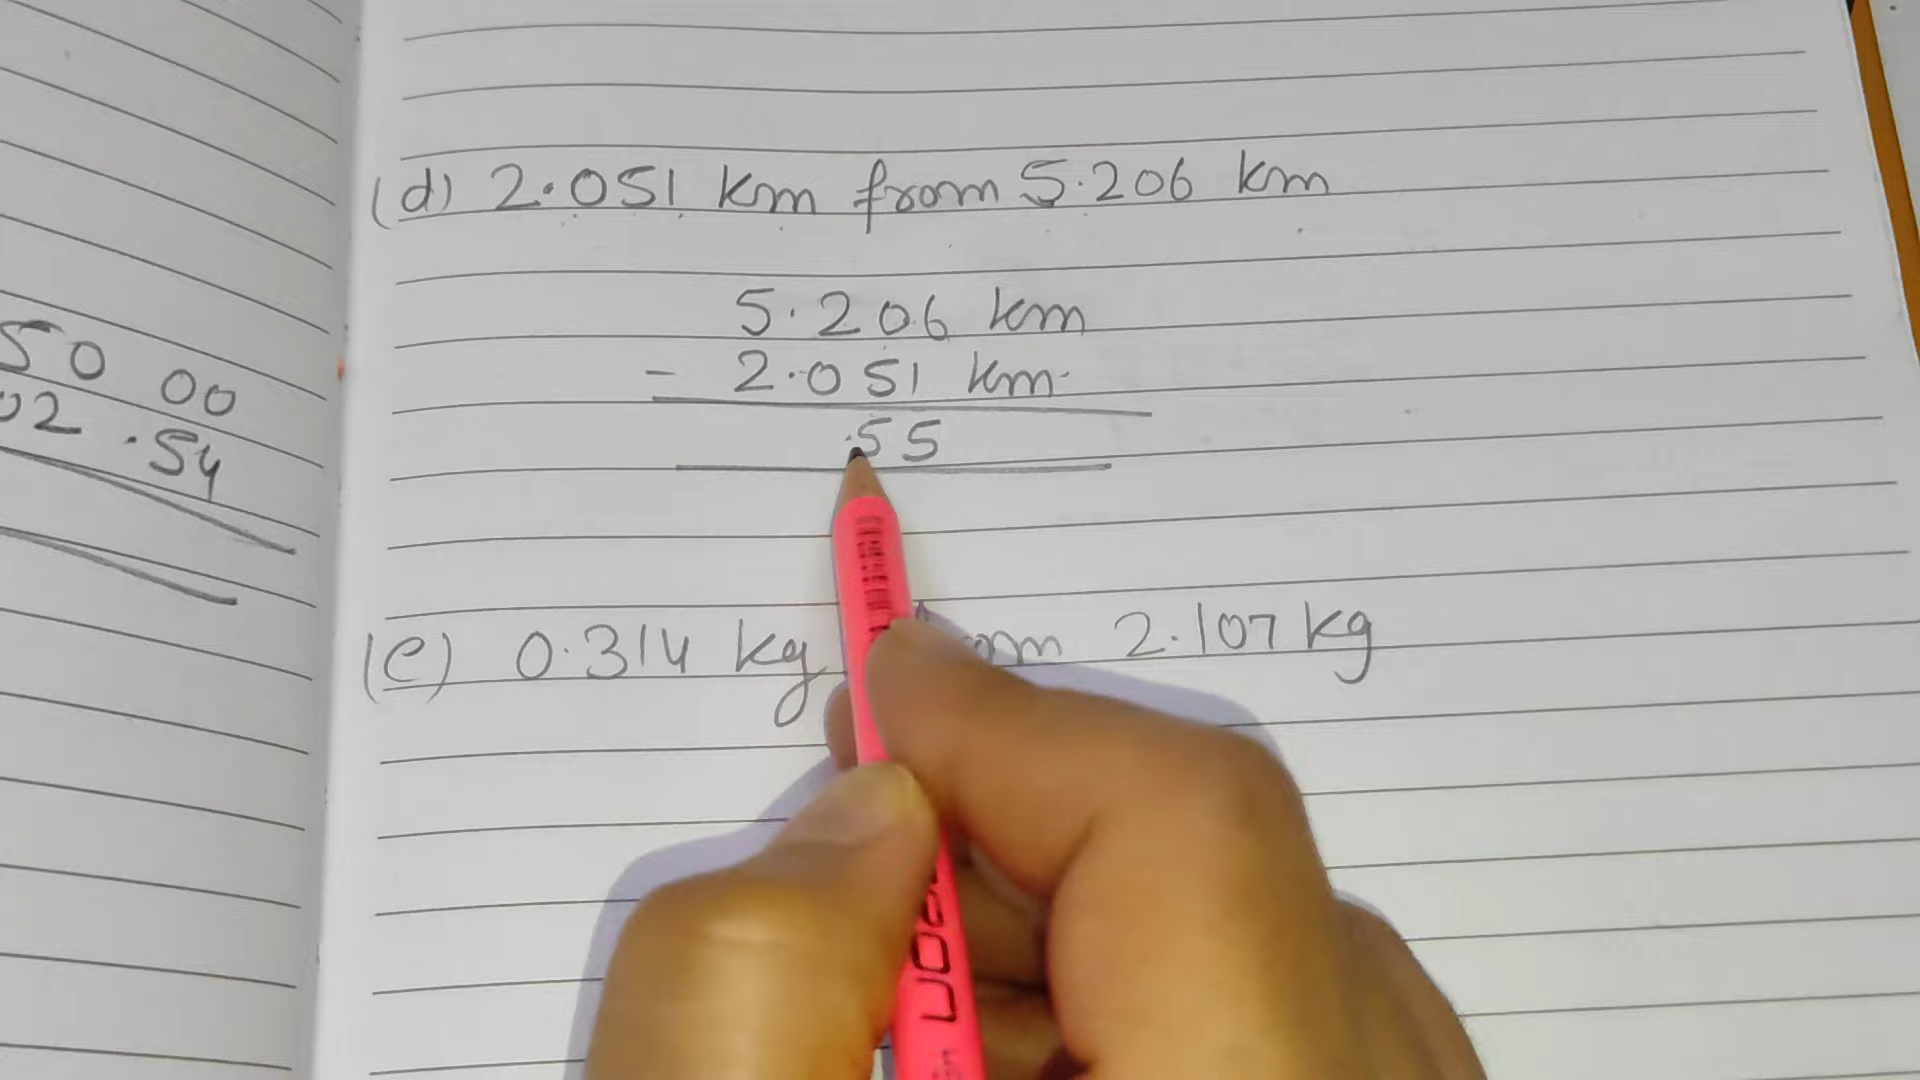 50 00
02.54
(d) 2.051 km from 5.206 km
5.206 km
- 2.051 km.
.55
(e) 0.314 kg 2.107 kg